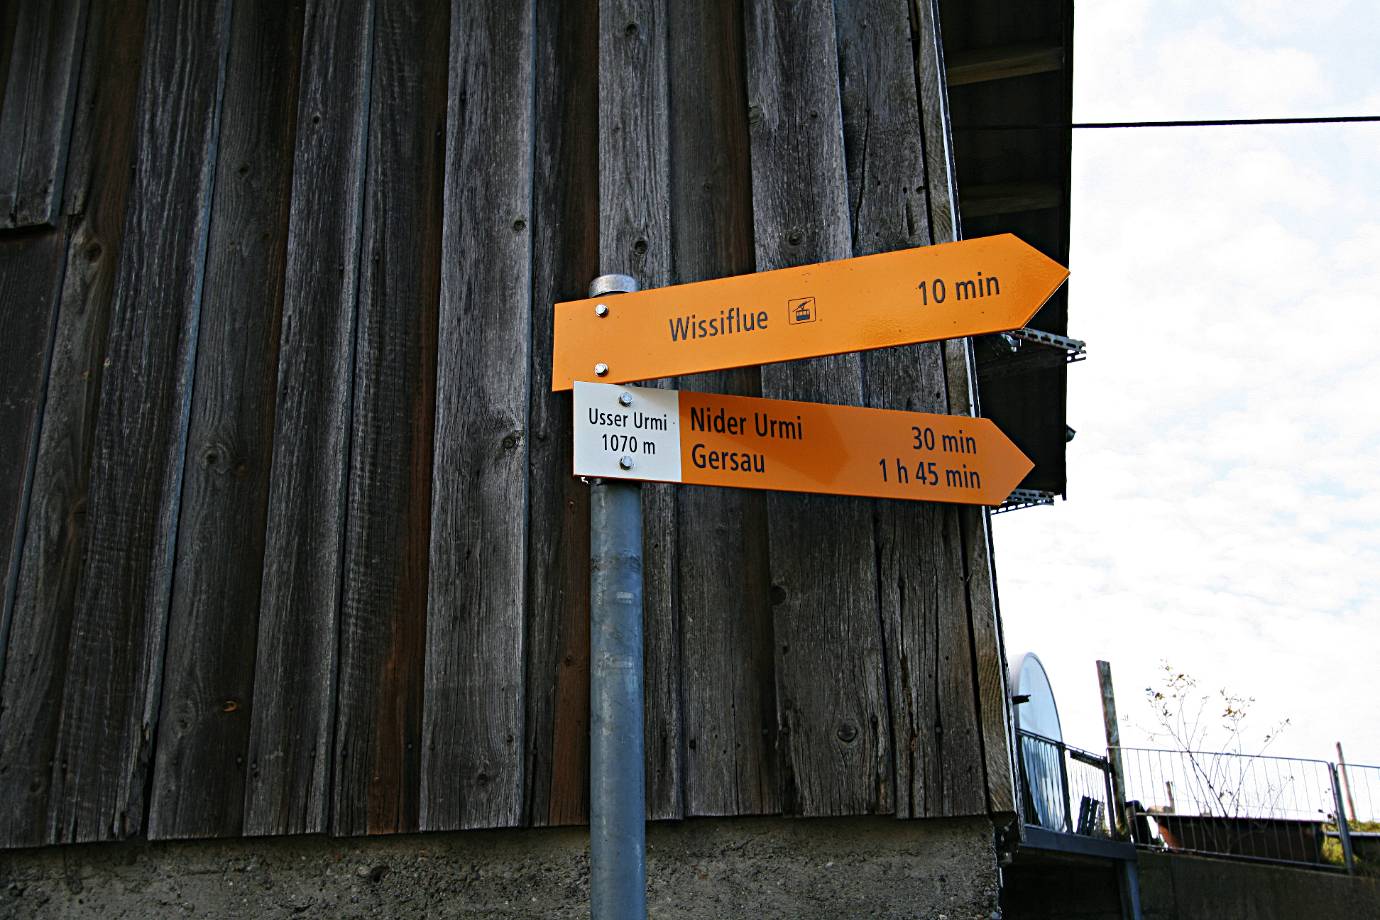 Wissiflue 10 min
Usser Urmi
1070 m
Nider Urmi 30 min
Gersau 1 h 45 min